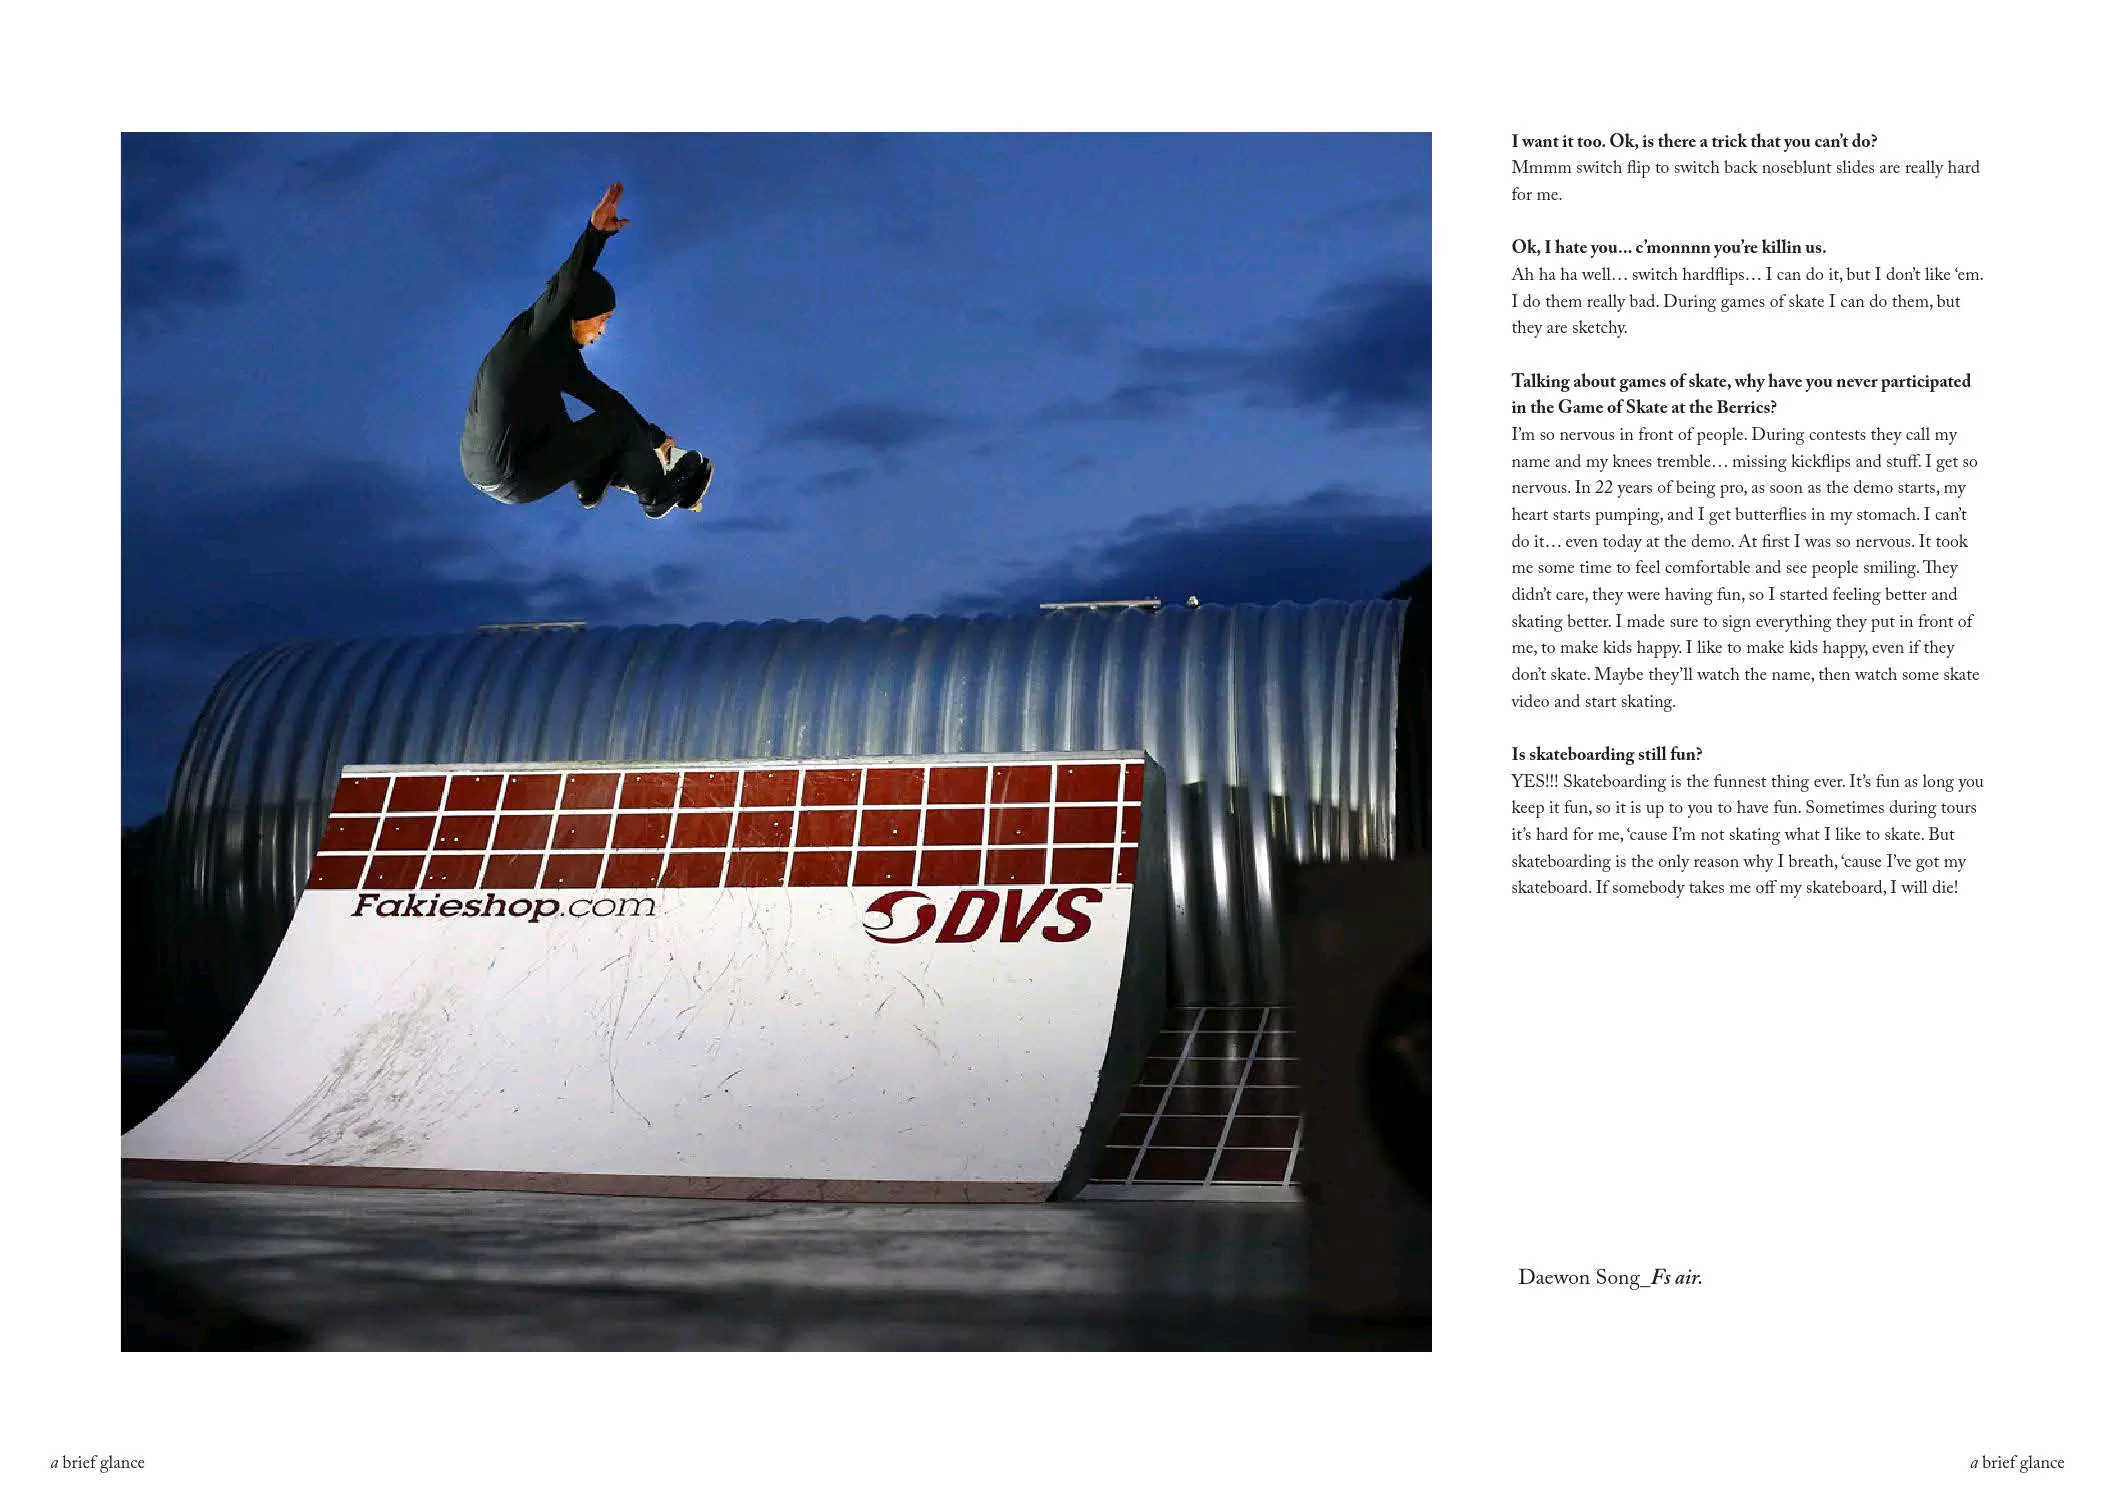 I want it too. Ok, is there a trick that you can't do?
Mmmm switch flip to switch back noseblunt slides are really hard
for me.
Ok, I hate you... c'monnnn you're killin us.
Ah ha ha well… switch hardflips… I can do it, but I don't like 'em.
I do them really bad. During games of skate I can do them, but
they are sketchy.
Talking about games of skate, why have you never participated
in the Game of Skate at the Berrics?
I'm so nervous in front of people. During contests they call my
name and my knees tremble… missing kickflips and stuff. I get so
nervous. In 22 years of being pro, as soon as the demo starts, my
heart starts pumping, and I get butterflies in my stomach. I can't
do it… even today at the demo. At first I was so nervous. It took
me some time to feel comfortable and see people smiling. They
didn't care, they were having fun, so I started feeling better and
skating better. I made sure to sign everything they put in front of
me, to make kids happy. I like to make kids happy, even if they
don't skate. Maybe they'll watch the name, then watch some skate
video and start skating.
Is skateboarding still fun?
YES!!! Skateboarding is the funnest thing ever. It's fun as long you
keep it fun, so it is up to you to have fun. Sometimes during tours
it's hard for me, 'cause I'm not skating what I like to skate. But
skateboarding is the only reason why I breath, 'cause I've got my
skateboard. If somebody takes me off my skateboard, I will die!
Fakieshop.com
DVS
Daewon Song_Fs air.
a brief glance
a brief glance